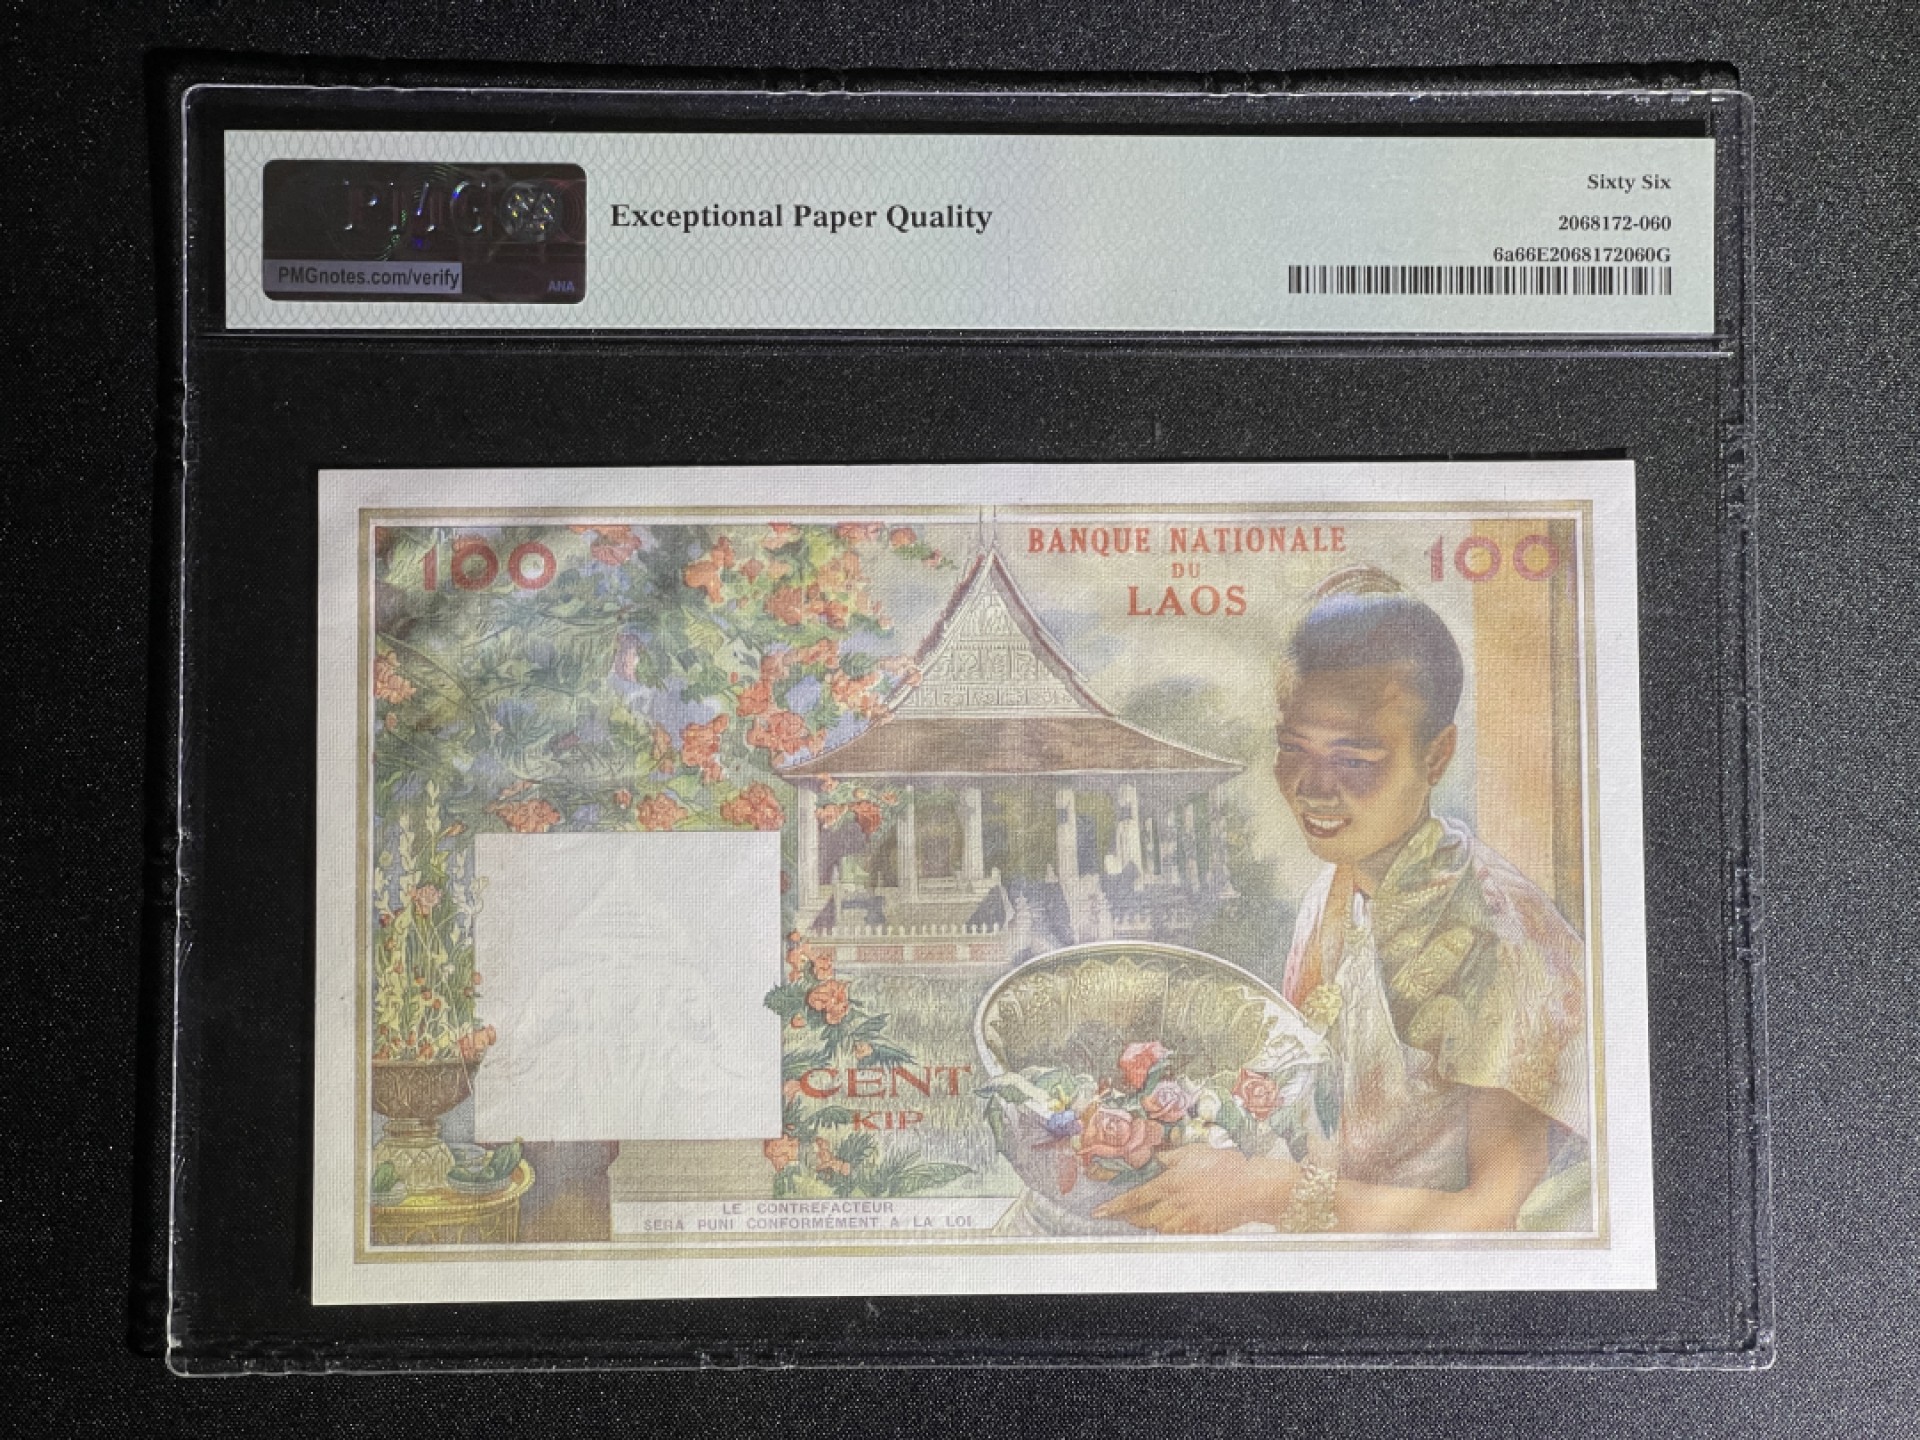 PMG
PMGnotes.com/verify
ANA
Exceptional Paper Quality
Sixty Six
2068172-060
6a66E2068172060G
100
BANQUE NATIONALE
DU
LAOS
100
CENT
KIP
LE CONTREFACTEUR
SERA PUNI CONFORMÉMENT A LA LOI